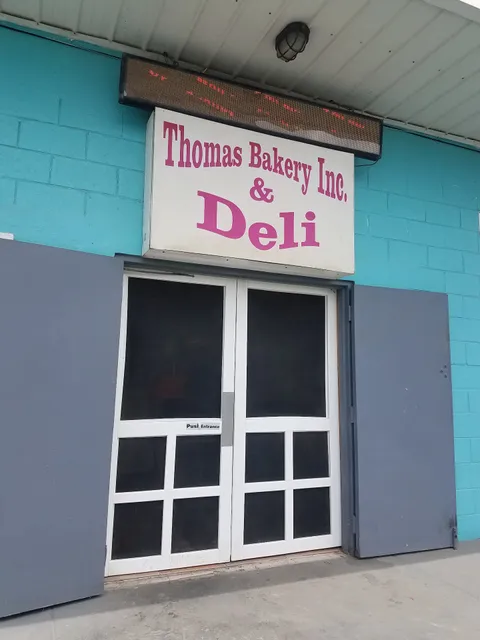 Thomas Bakery Inc.
&
Deli
Push Entrance